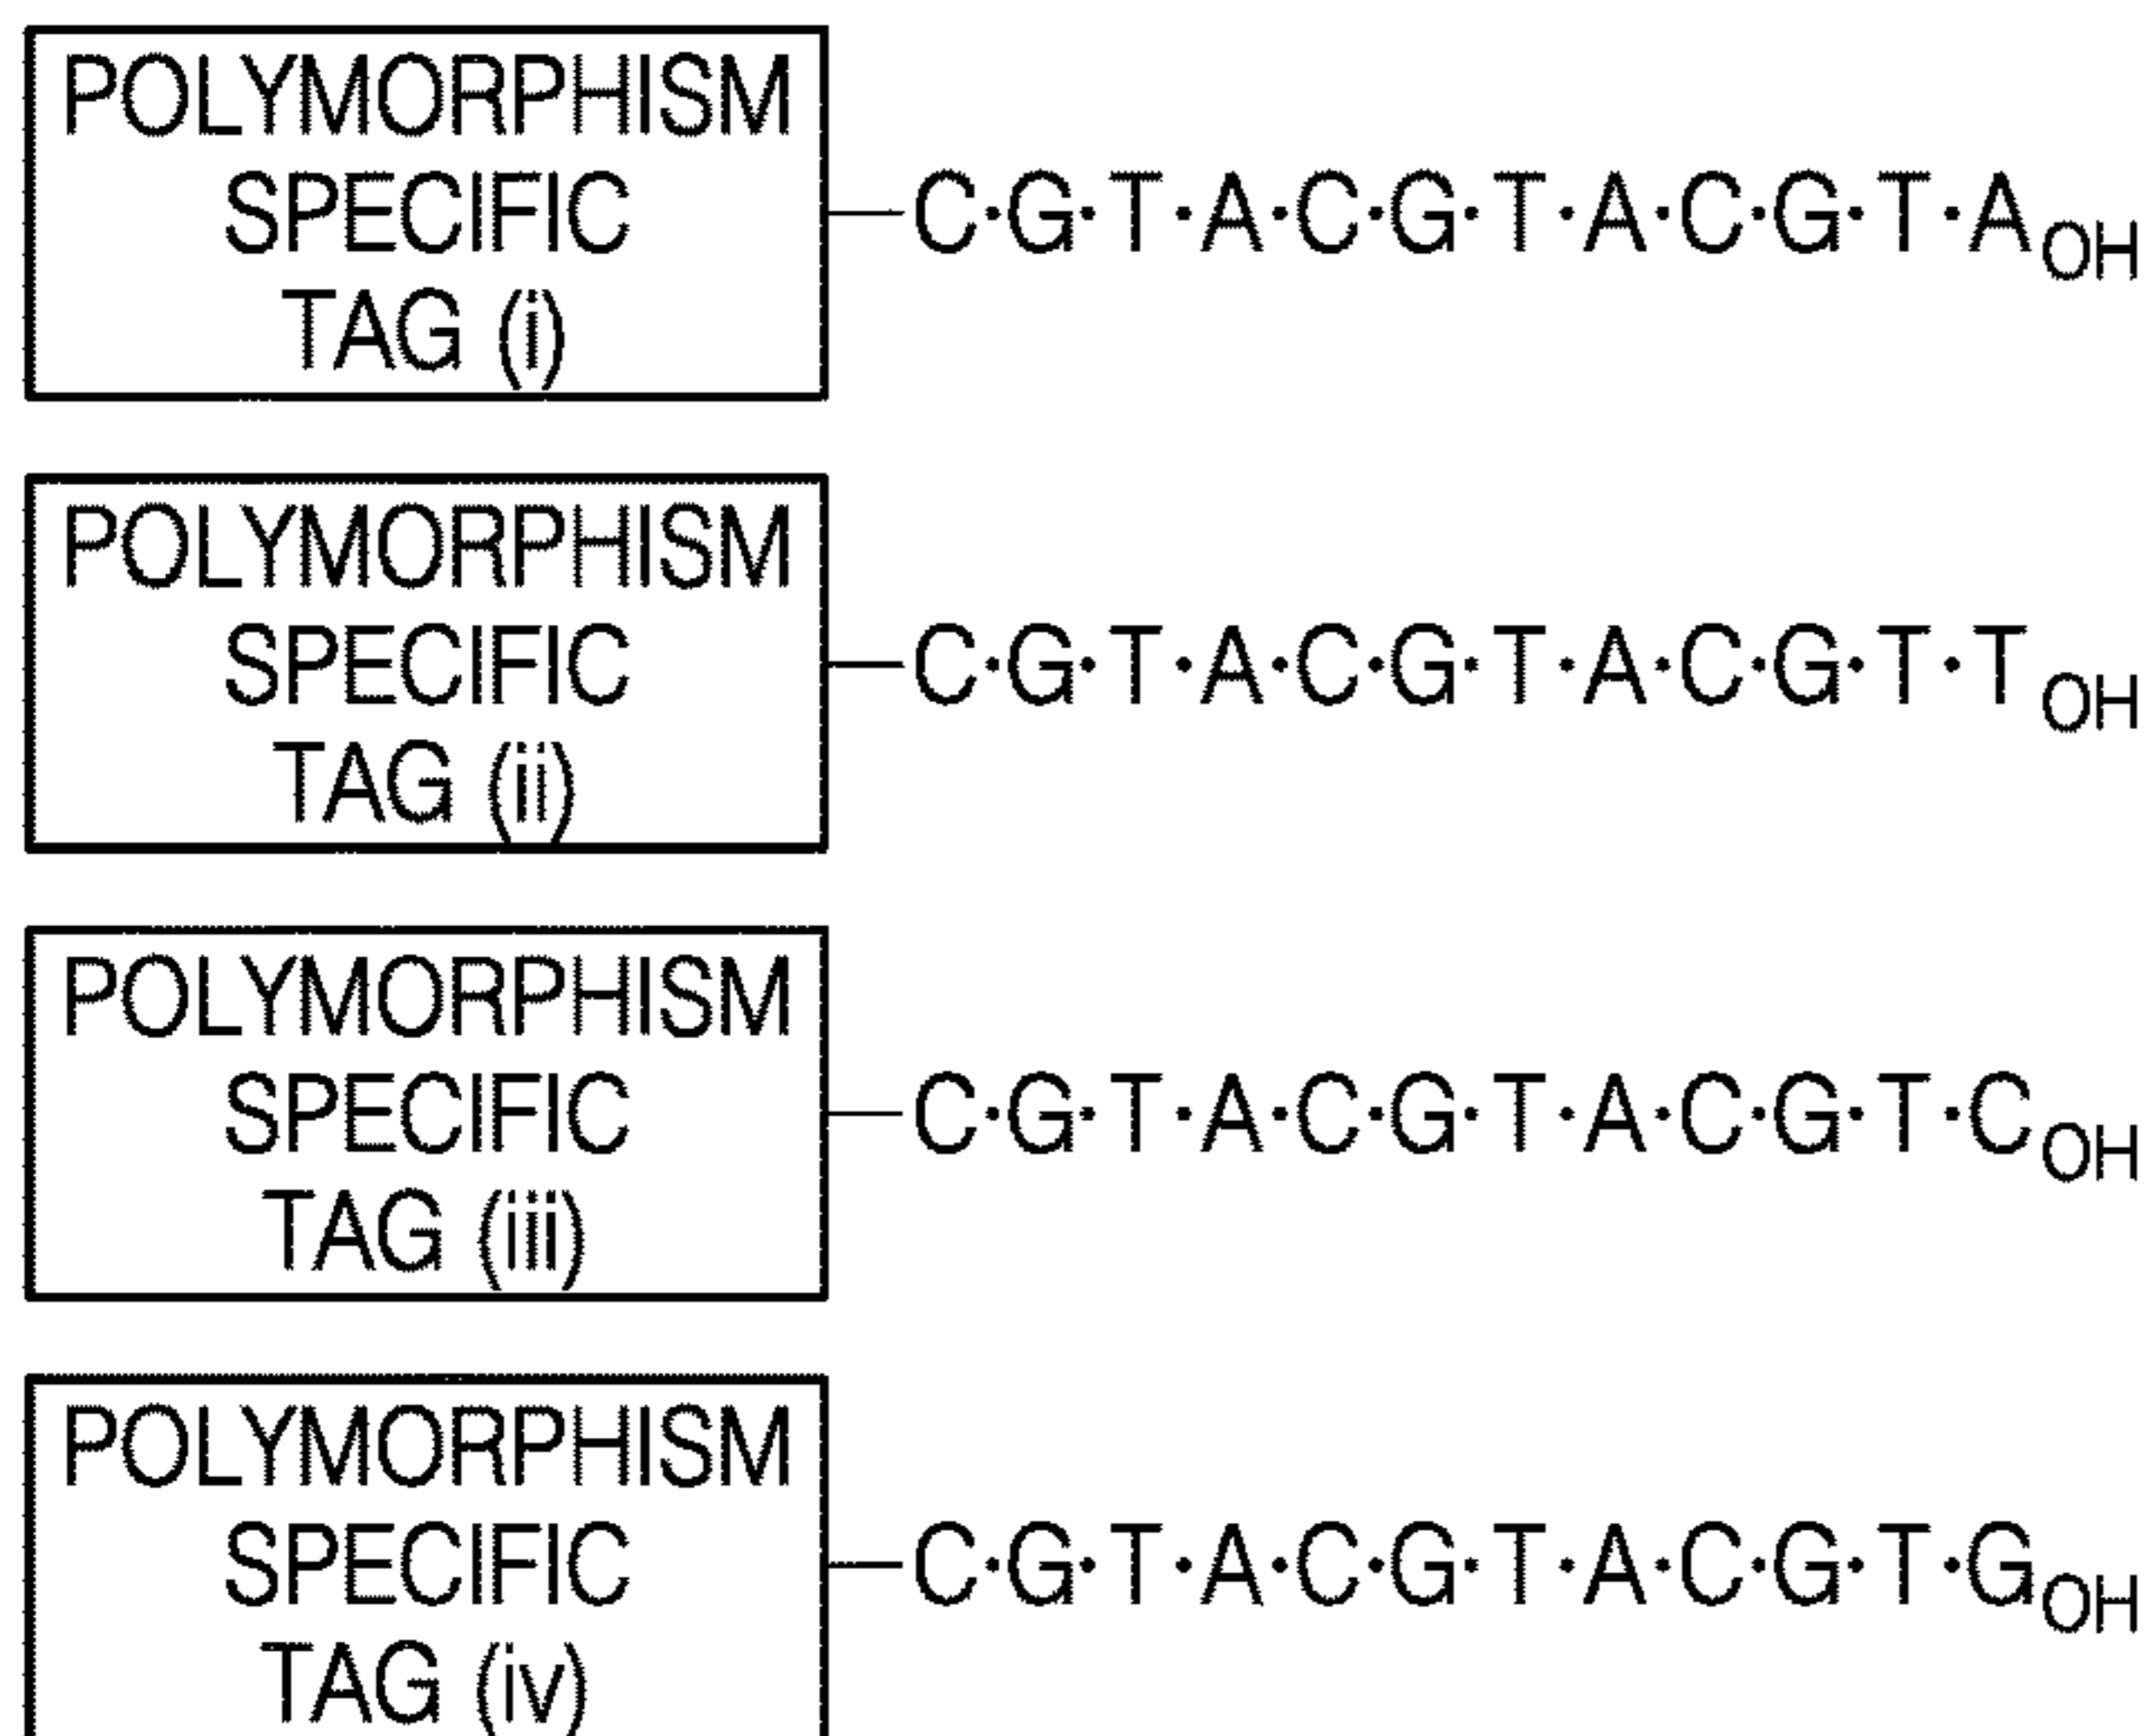 POLYMORPHISM
SPECIFIC
TAG (i)
C·G·T·A·C·G·T·A·C·G·T·A OH
POLYMORPHISM
SPECIFIC
TAG (ii)
C·G·T·A·C·G·T·A·C·G·T·T OH
POLYMORPHISM
SPECIFIC
TAG (iii)
C·G·T·A·C·G·T·A·C·G·T·C OH
POLYMORPHISM
SPECIFIC
TAG (iv)
C·G·T·A·C·G·T·A·C·G·T·G OH